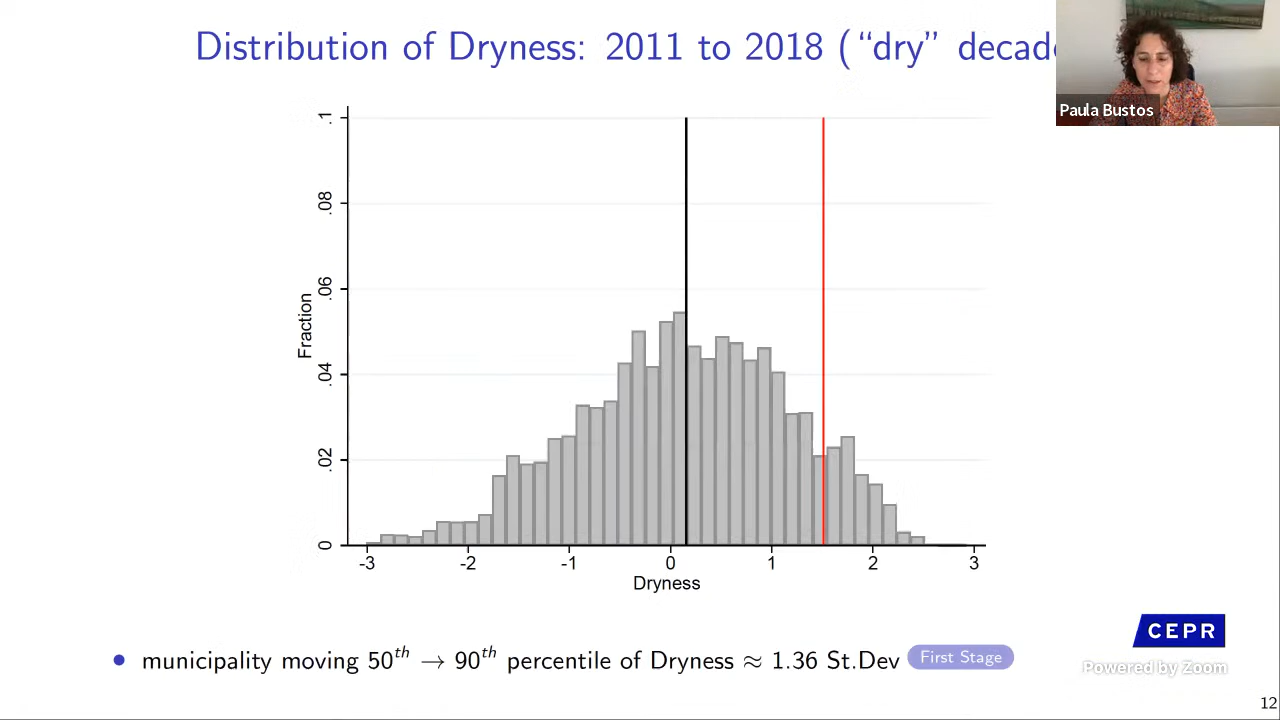 Distribution of Dryness: 2011 to 2018 (“dry” decade
Paula Bustos
.1
.08
.06
.04
.02
0
Fraction
-3 -2 -1 0 1 2 3
Dryness
• municipality moving 50th → 90th percentile of Dryness ≈ 1.36 St.Dev First Stage
CEPR
Powered by Zoom
12